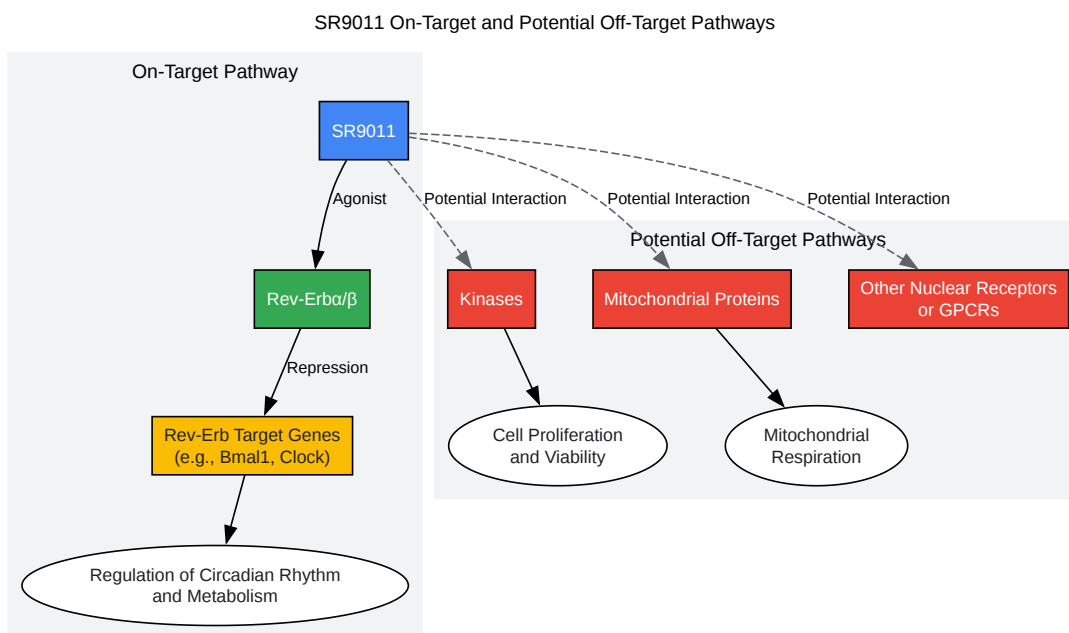 SR9011 On-Target and Potential Off-Target Pathways
On-Target Pathway
SR9011
Agonist
Potential Interaction
Potential Interaction
Potential Interaction
Potential Off-Target Pathways
Rev-Erbα/β
Kinases
Mitochondrial Proteins
Other Nuclear Receptors
or GPCRs
Repression
Rev-Erb Target Genes
(e.g., Bmal1, Clock)
Cell Proliferation
and Viability
Mitochondrial
Respiration
Regulation of Circadian Rhythm
and Metabolism